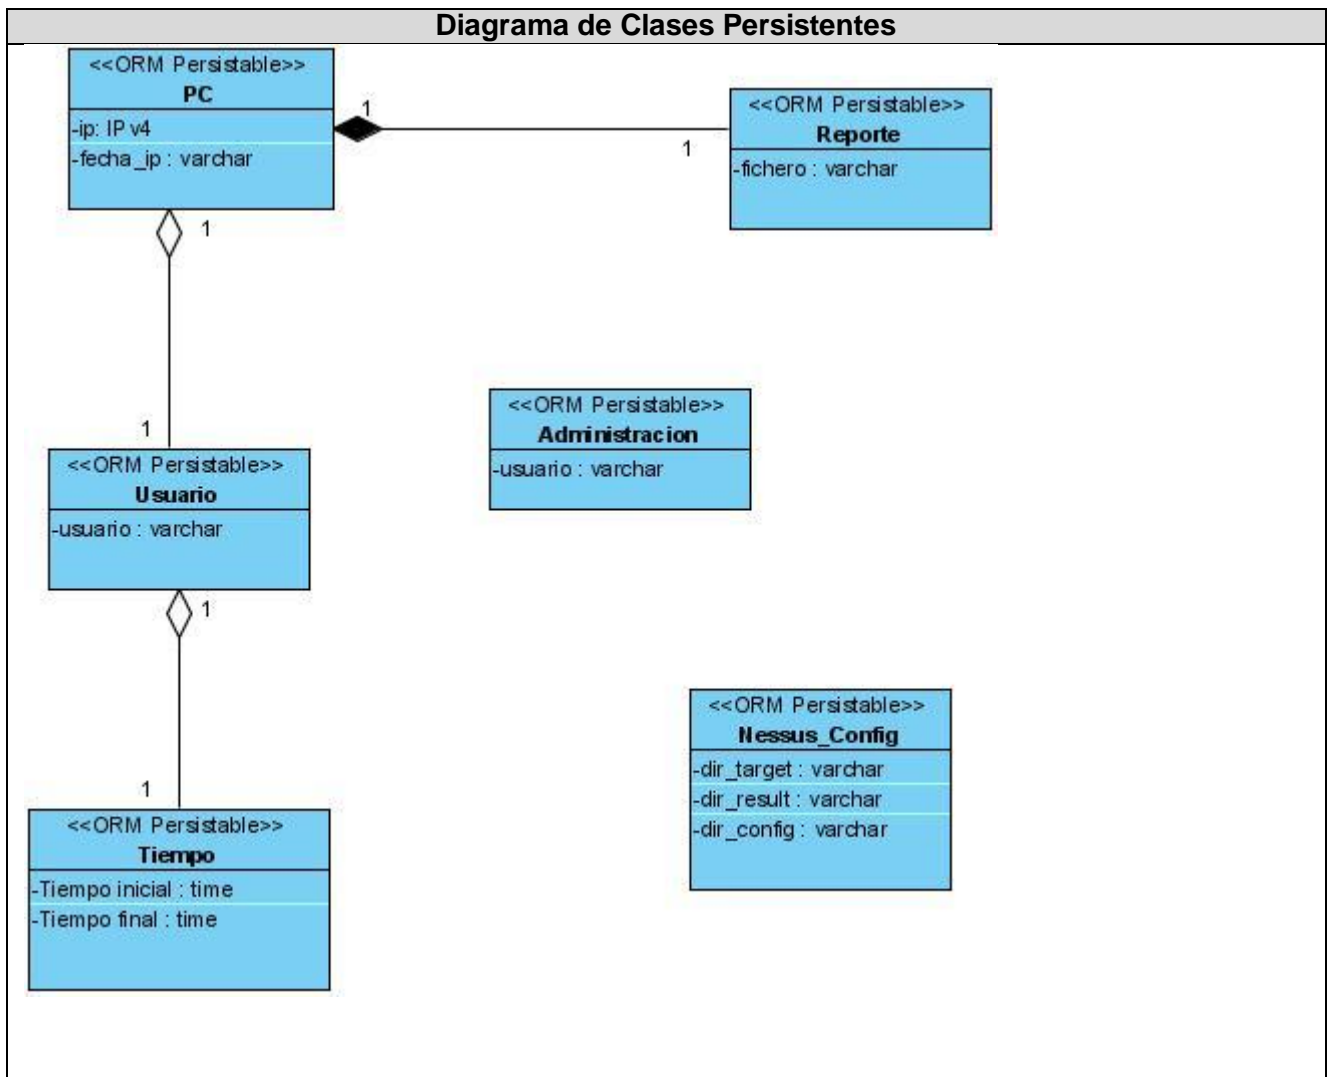 Diagrama de Clases Persistentes
<<ORM Persistable>>
PC
-ip: IP v4
-fecha_ip : varchar
1
1
<<ORM Persistable>>
Reporte
-fichero : varchar
1
1
<<ORM Persistable>>
Administracion
-usuario : varchar
<<ORM Persistable>>
Usuario
-usuario : varchar
1
1
<<ORM Persistable>>
Nessus_Config
-dir_target : varchar
-dir_result : varchar
-dir_config : varchar
<<ORM Persistable>>
Tiempo
-Tiempo inicial : time
-Tiempo final : time